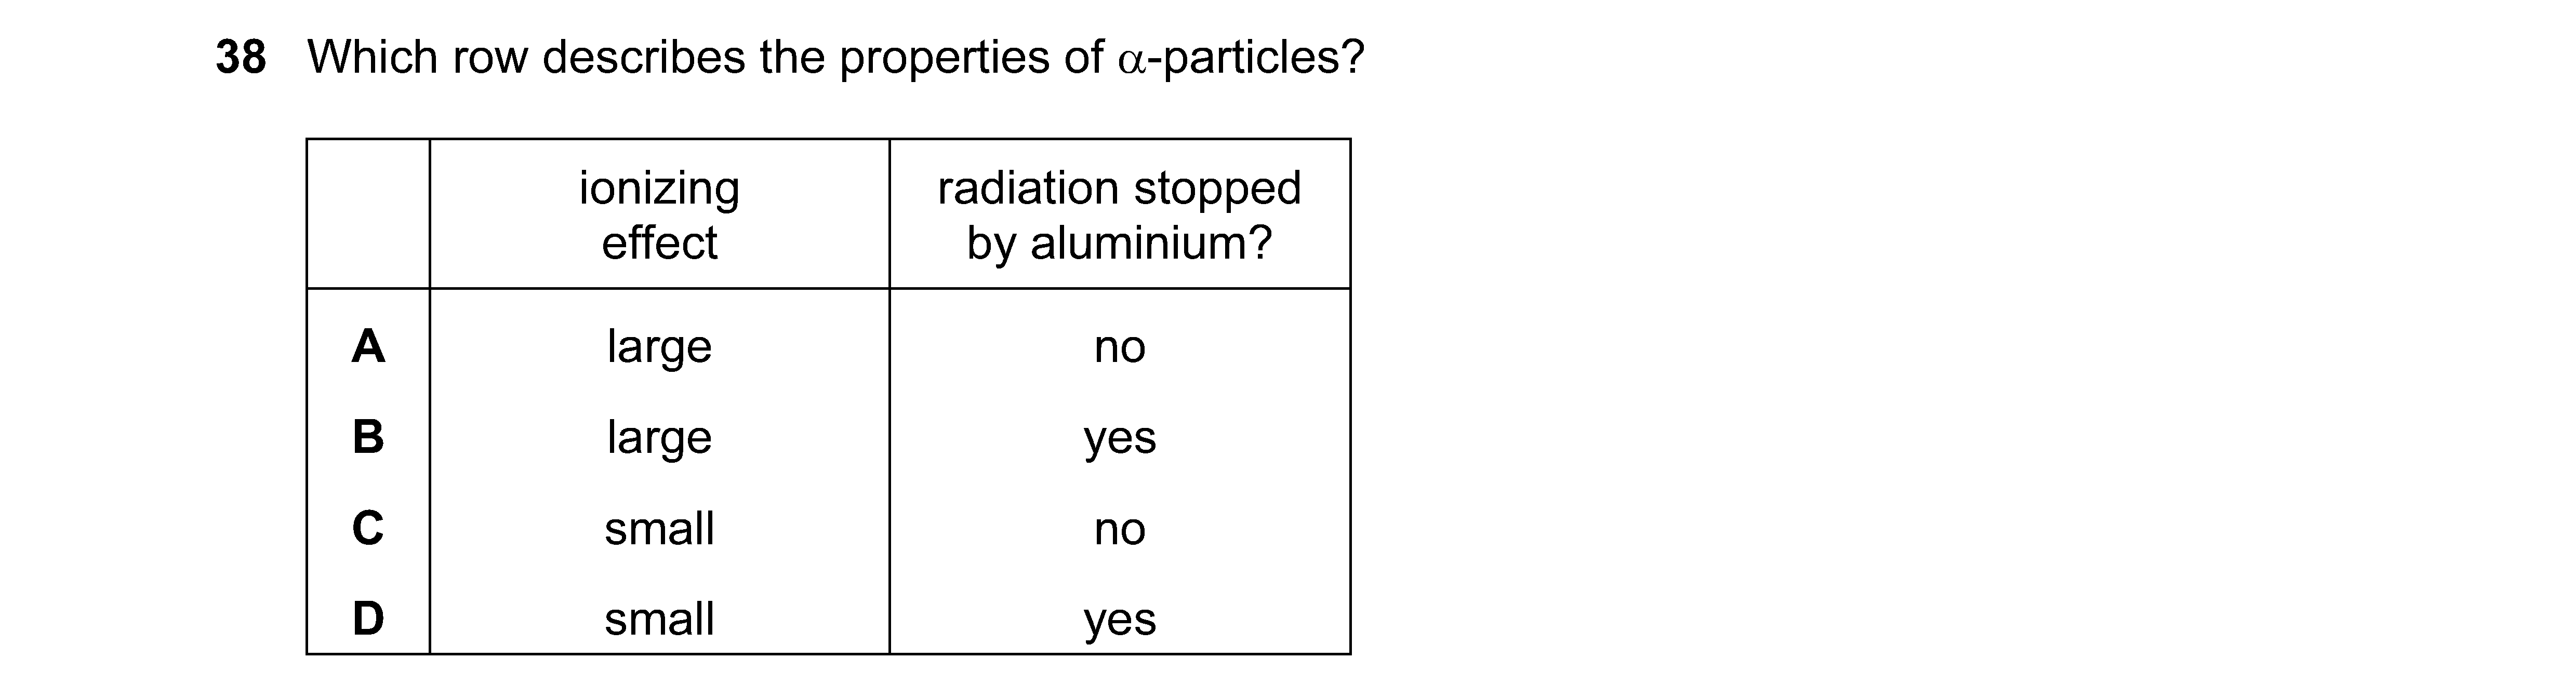 38 Which row describes the properties of α-particles?
ionizing effect radiation stopped by aluminium?
A large no
B large yes
C small no
D small yes